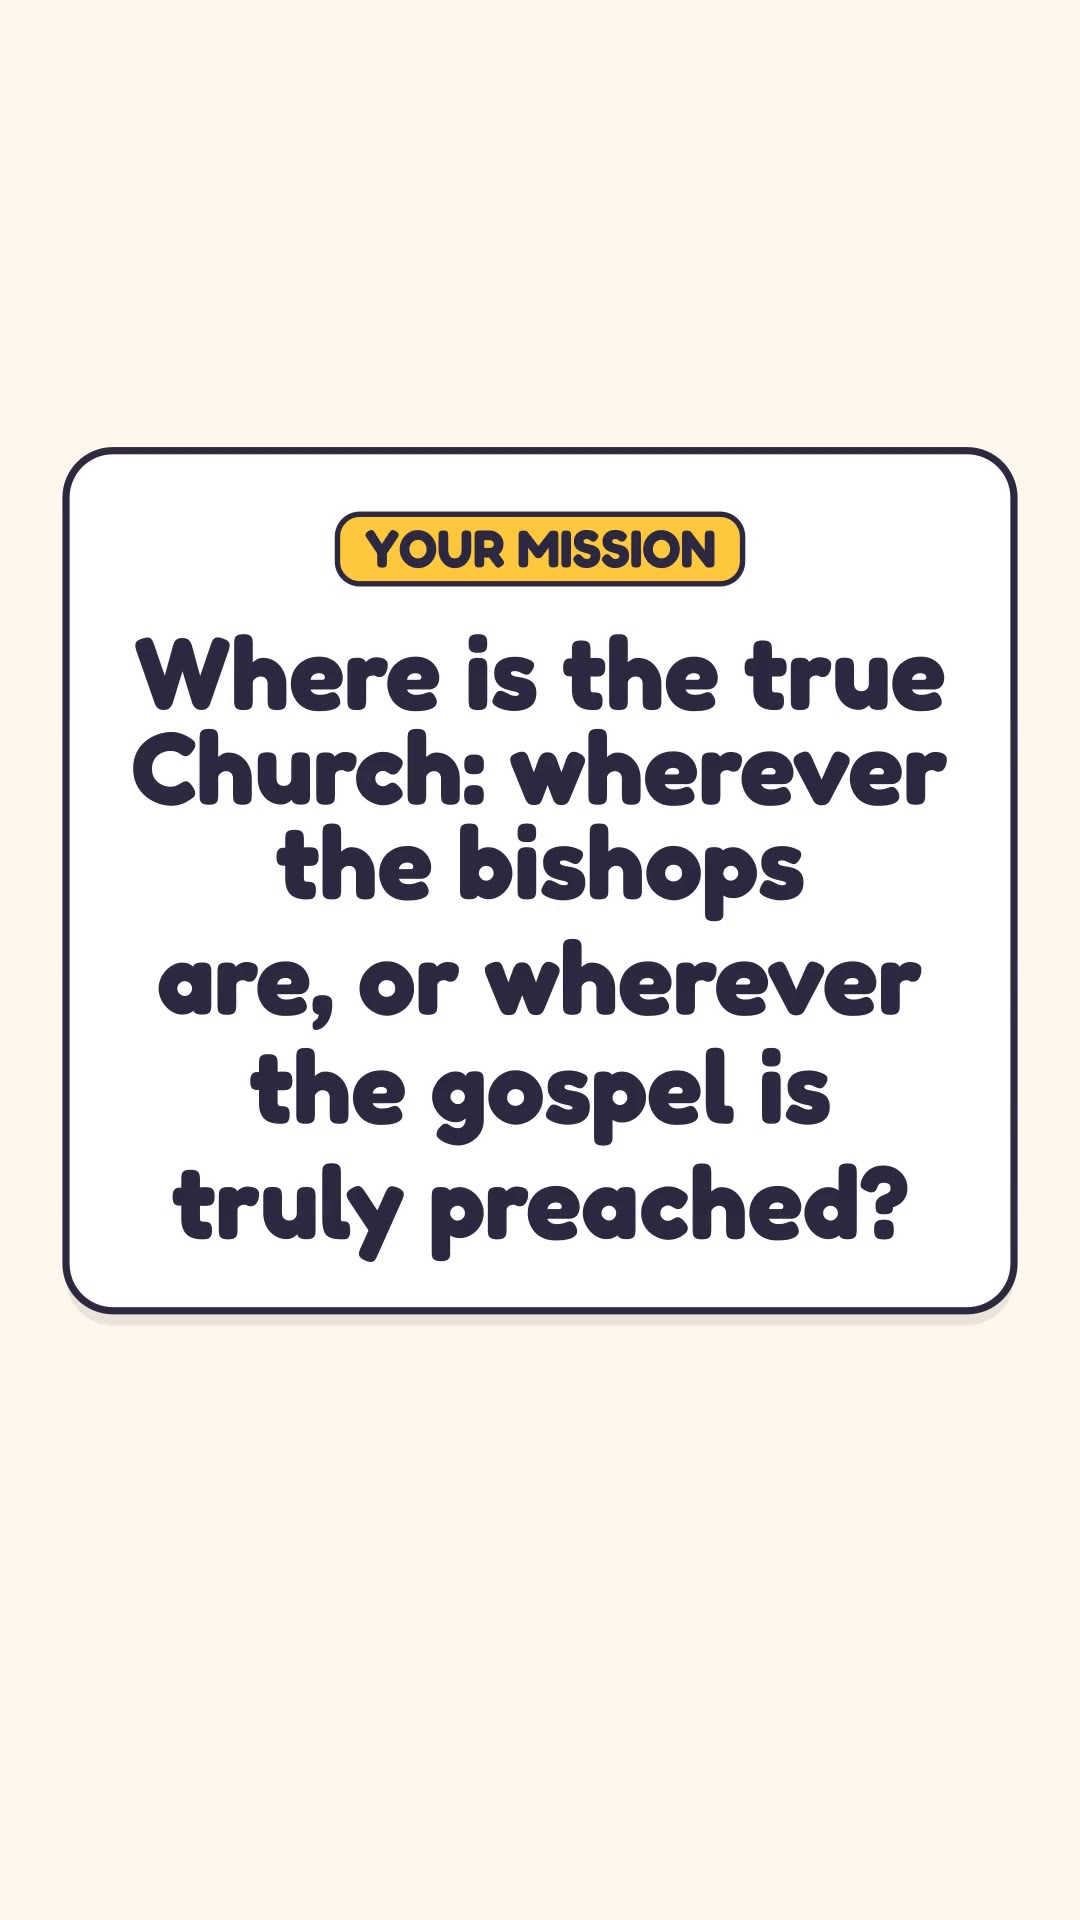 YOUR MISSION
Where is the true
Church: wherever
the bishops
are, or wherever
the gospel is
truly preached?